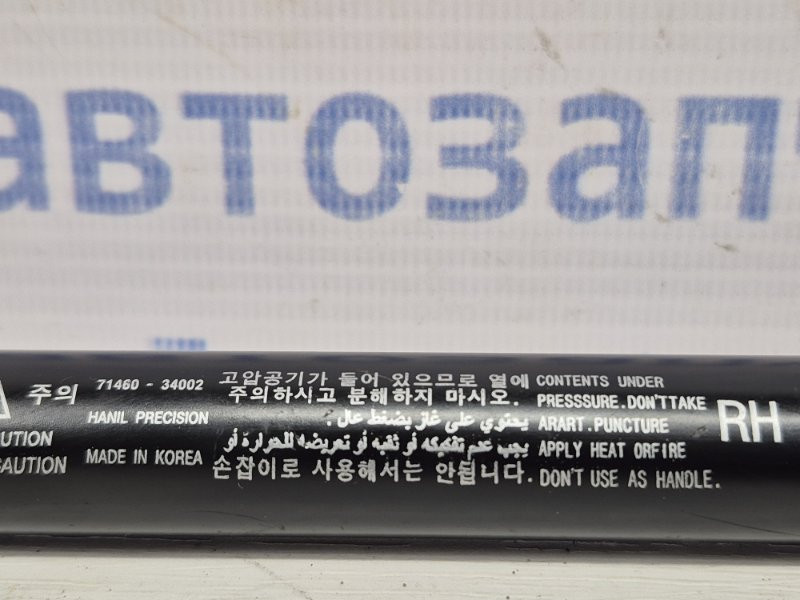 автозап
주의
UTION
CAUTION
71460 - 34002
HANIL PRECISION
MADE IN KOREA
고압공기가 들어 있으므로 열에
주의하시고 분해하지 마시오.
يحتوي على غاز بضغط عال .
يجب عدم تفكيكه أو ثقبه أو تعريضه للحرارة أو
손잡이로 사용해서는 안됩니다.
CONTENTS UNDER
PRESSSURE.DON'TTAKE
ARART.PUNCTURE
APPLY HEAT ORFIRE
DON'T USE AS HANDLE.
RH